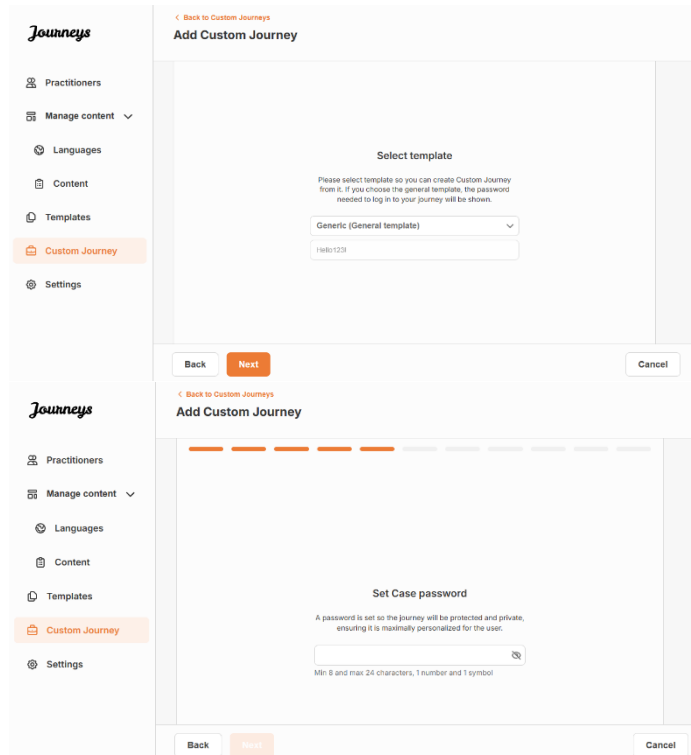 Journeys
Practitioners
Manage content
Languages
Content
Templates
Custom Journey
Settings
Back to Custom Journeys
Add Custom Journey
Select template
Please select template so you can create Custom Journey
from it. If you choose the general template, the password
needed to log in to your journey will be shown.
Generic (General template)
Hello123!
Back
Next
Cancel
Journeys
Practitioners
Manage content
Languages
Content
Templates
Custom Journey
Settings
Back to Custom Journeys
Add Custom Journey
Set Case password
A password is set so the journey will be protected and private,
ensuring it is maximally personalized for the user.
Min 8 and max 24 characters, 1 number and 1 symbol
Back
Next
Cancel